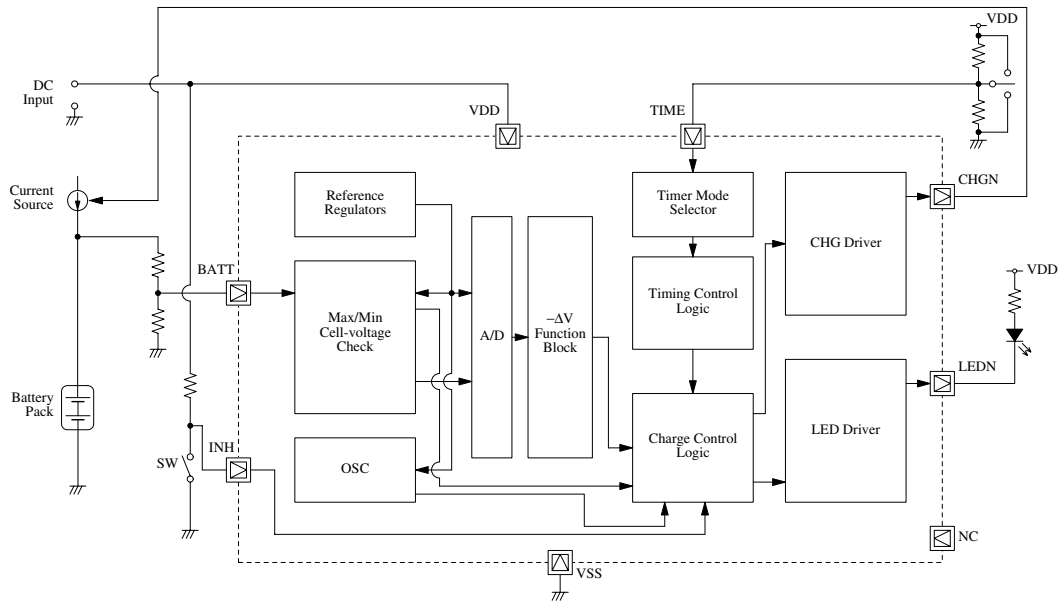 VDD
DC
Input
VDD
TIME
Current
Source
Reference
Regulators
Timer Mode
Selector
CHG Driver
CHGN
BATT
Max/Min
Cell-voltage
Check
A/D
–ΔV
Function
Block
Timing Control
Logic
VDD
LEDN
Battery
Pack
SW
INH
OSC
Charge Control
Logic
LED Driver
NC
VSS